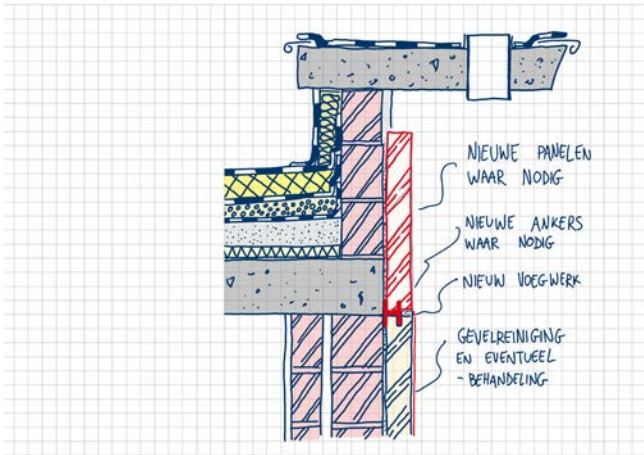 NIEUWE PANELEN
WAAR NODIG
NIEUWE ANKERS
WAAR NODIG
NIEUW VOEGWERK
GEVELREINIGING
EN EVENTUEEL
-BEHANDELING